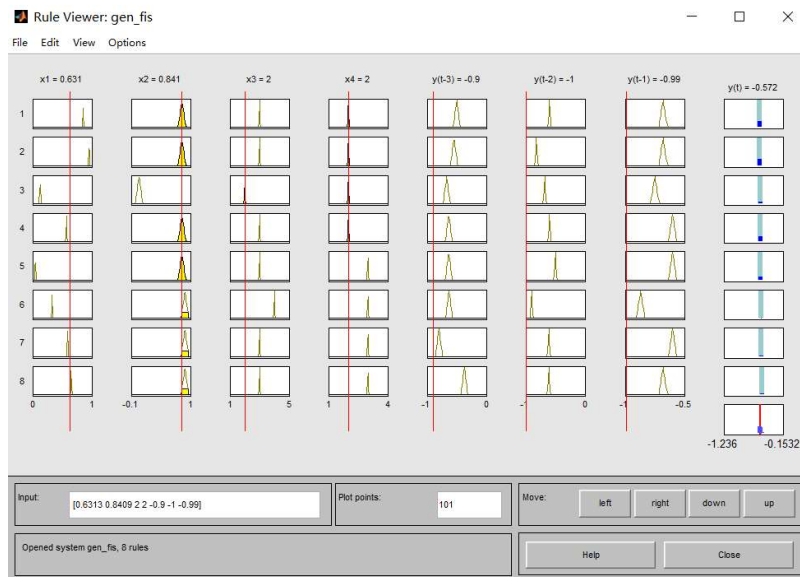 Rule Viewer: gen_fis
File Edit View Options
x1 = 0.631 x2 = 0.841 x3 = 2 x4 = 2 y(t-3) = -0.9 y(t-2) = -1 y(t-1) = -0.99 y(t) = -0.572
1
2
3
4
5
6
7
8
0 1 -0.1 1 1 5 1 4 -1 0 -1 0 -1 -0.5
-1.236 -0.1532
Input: [0.6313 0.8409 2 2 -0.9 -1 -0.99] Plot points: 101 Move: left right down up
Opened system gen_fis, 8 rules Help Close